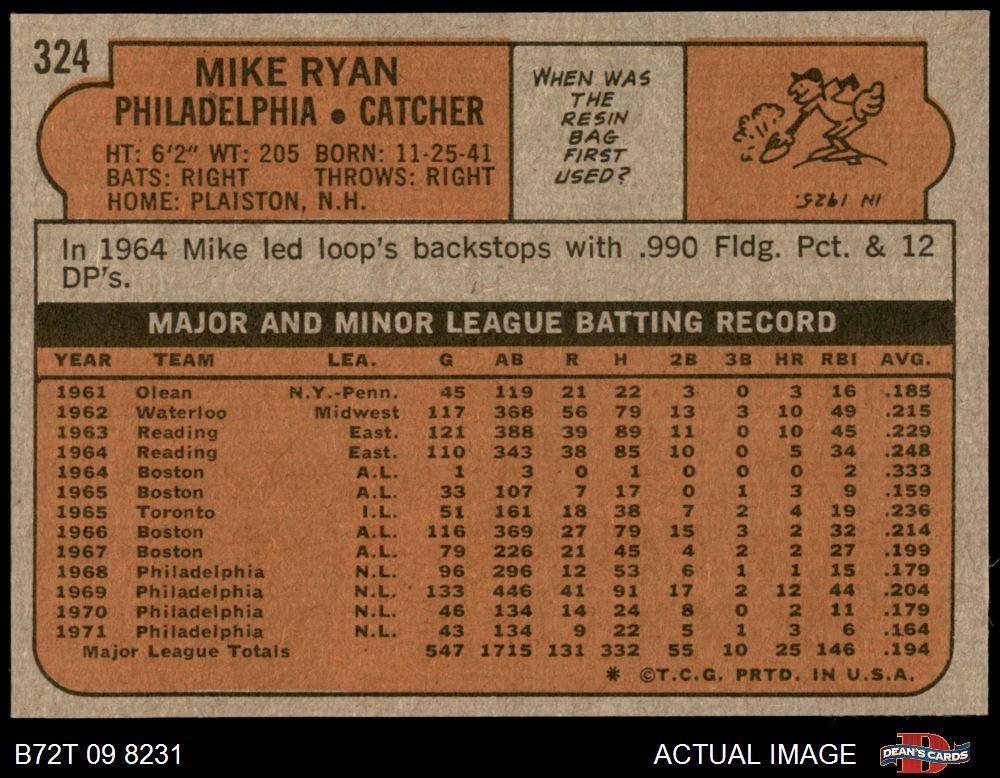 324
MIKE RYAN
PHILADELPHIA • CATCHER
HT: 6'2" WT: 205 BORN: 11-25-41
BATS: RIGHT THROWS: RIGHT
HOME: PLAISTON, N.H.
WHEN WAS
THE
RESIN
BAG
FIRST
USED?
IN 1925.
In 1964 Mike led loop's backstops with .990 Fldg. Pct. & 12
DP's.
MAJOR AND MINOR LEAGUE BATTING RECORD
YEAR TEAM LEA. G AB R H 2B 3B HR RBI AVG.
1961 Olean N.Y.-Penn. 45 119 21 22 3 0 3 16 .185
1962 Waterloo Midwest 117 368 56 79 13 3 10 49 .215
1963 Reading East. 121 388 39 89 11 0 10 45 .229
1964 Reading East. 110 343 38 85 10 0 5 34 .248
1964 Boston A.L. 1 3 0 1 0 0 0 2 .333
1965 Boston A.L. 33 107 7 17 0 1 3 9 .159
1965 Toronto I.L. 51 161 18 38 7 2 4 19 .236
1966 Boston A.L. 116 369 27 79 15 3 2 32 .214
1967 Boston A.L. 79 226 21 45 4 2 2 27 .199
1968 Philadelphia N.L. 96 296 12 53 6 1 1 15 .179
1969 Philadelphia N.L. 133 446 41 91 17 2 12 44 .204
1970 Philadelphia N.L. 46 134 14 24 8 0 2 11 .179
1971 Philadelphia N.L. 43 134 9 22 5 1 3 6 .164
Major League Totals 547 1715 131 332 55 10 25 146 .194
* ©T.C.G. PRTD. IN U.S.A.
B72T 09 8231
ACTUAL IMAGE
DEAN'S CARDS